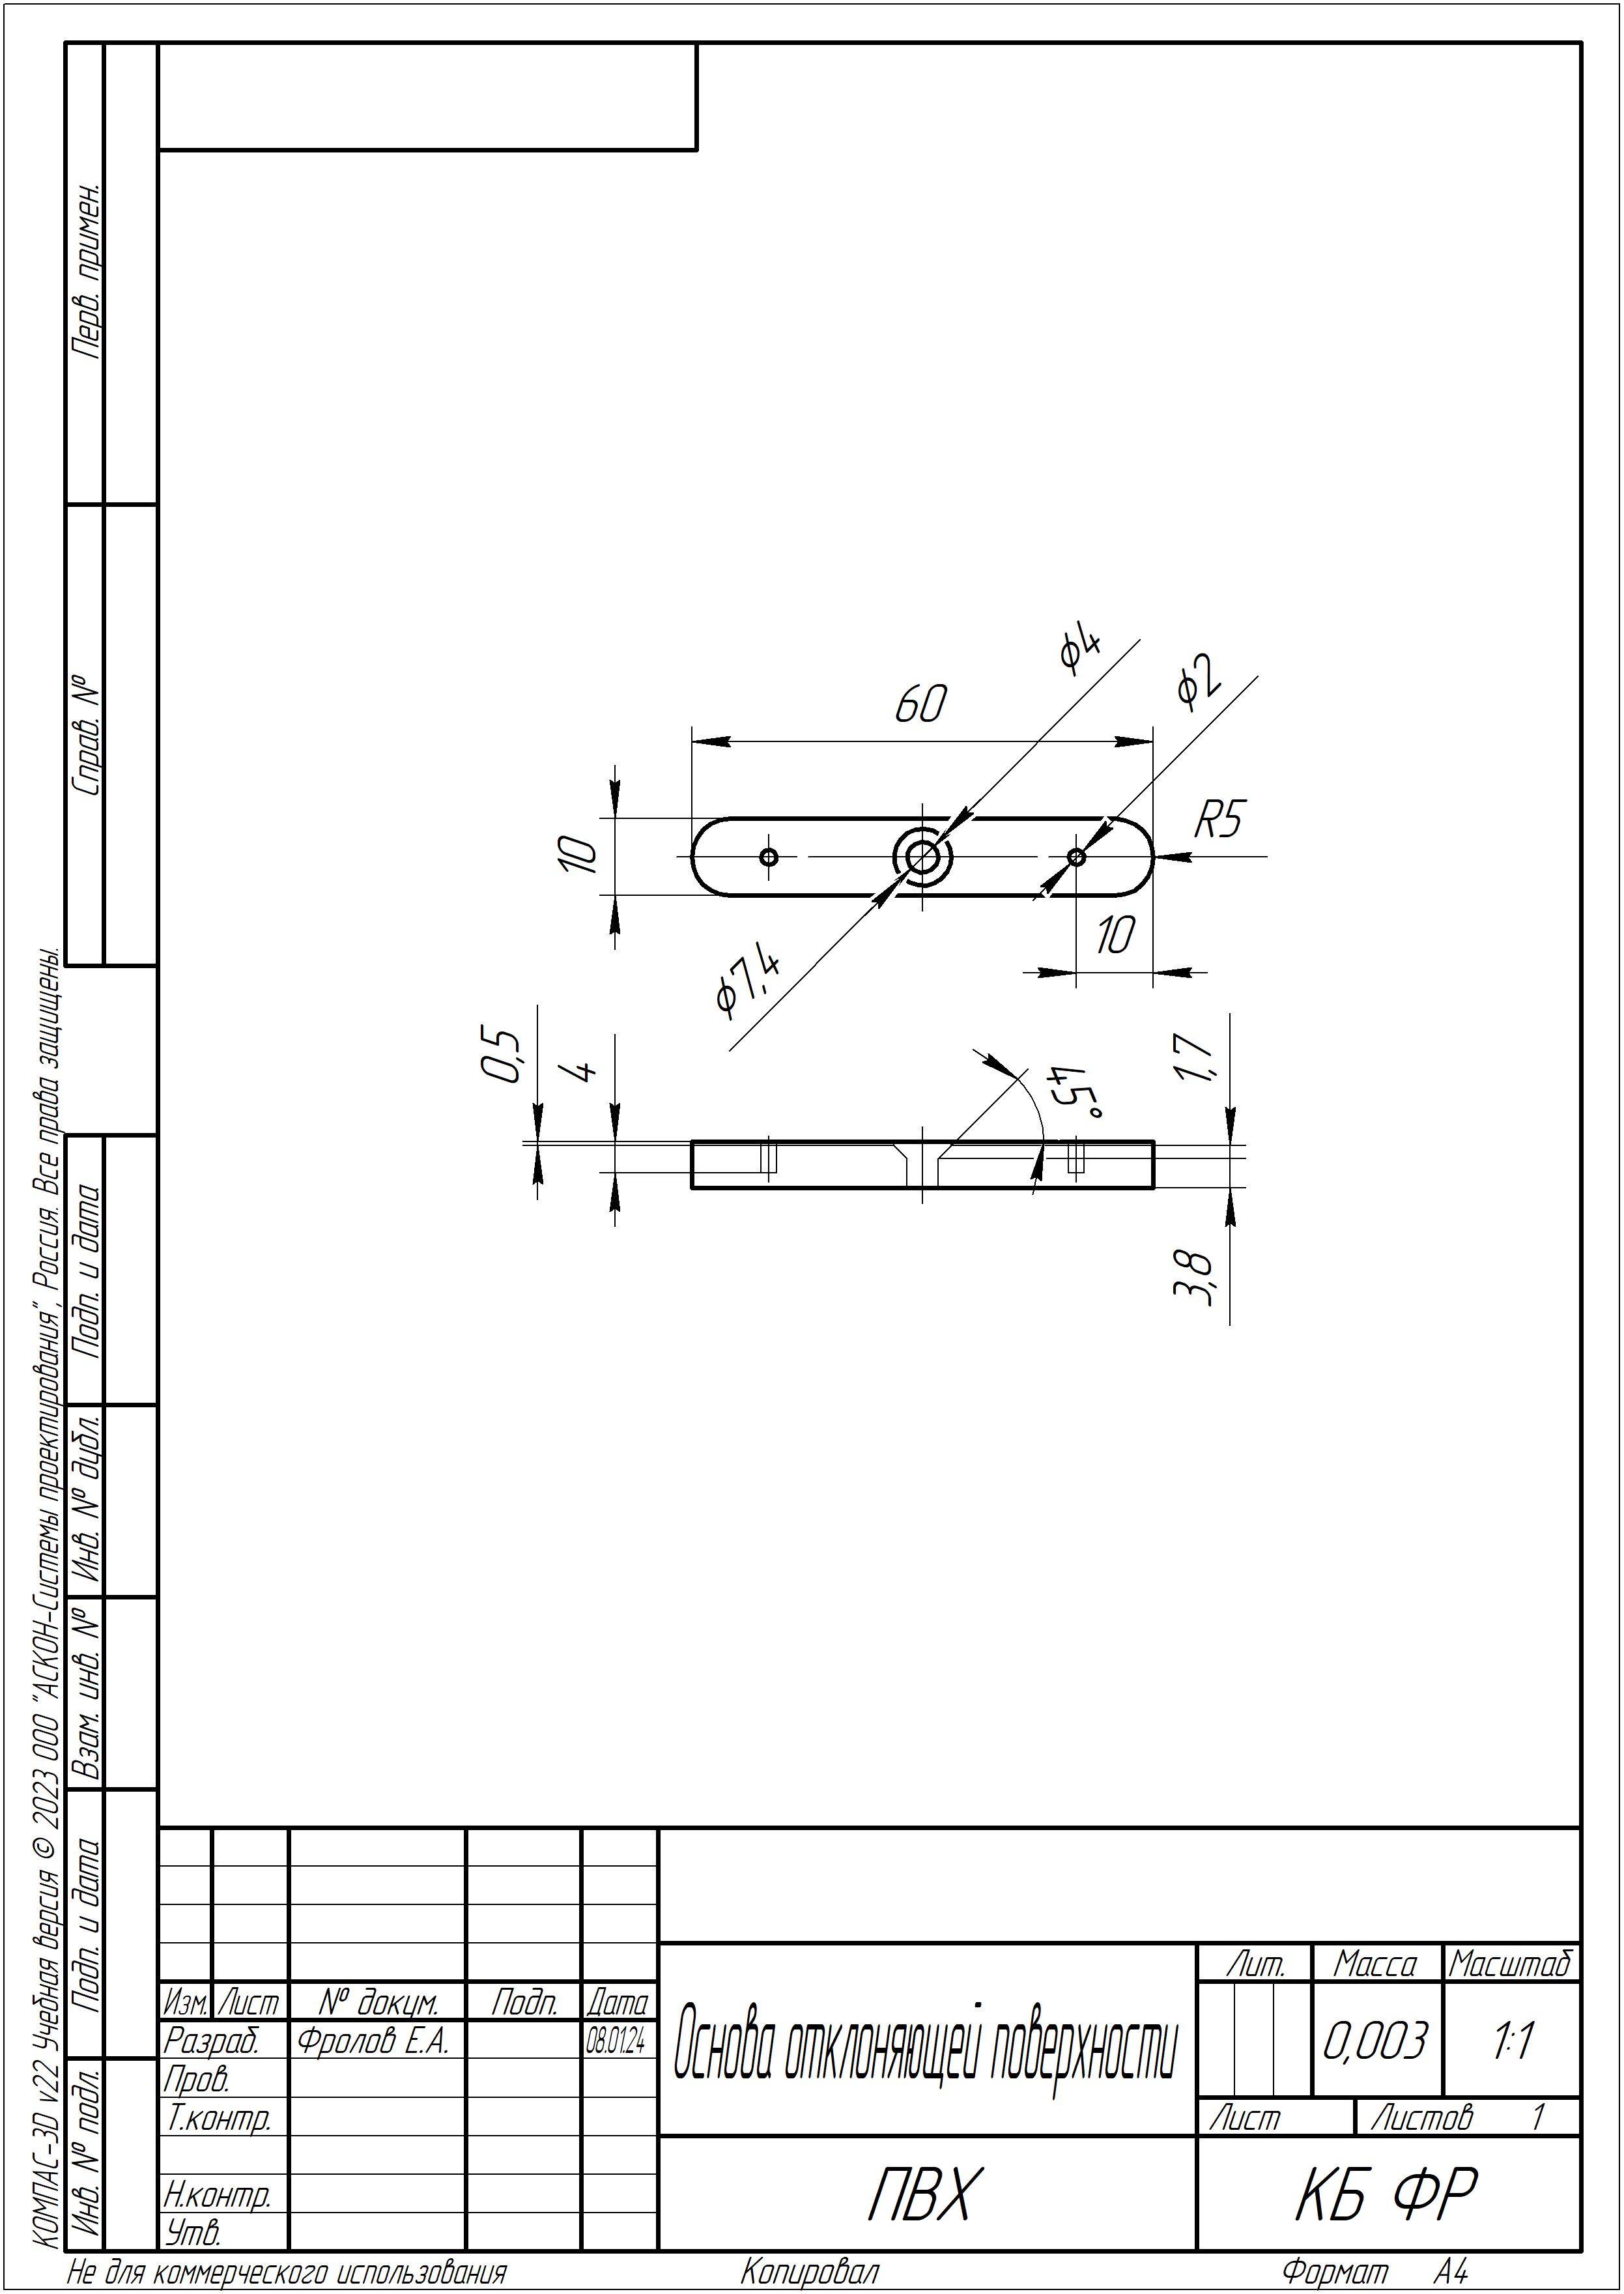 Перв. примен.
Справ. №
Подп. и дата
Инв. № дубл.
Взам. инв. №
Подп. и дата
Инв. № подл.
КОМПАС-3D v22 Учебная версия © 2023 ООО "АСКОН-Системы проектирования", Россия. Все права защищены.
60
ϕ4
ϕ2
R5
10
10
ϕ7,4
0,5
4
45°
1,7
3,8
Изм. Лист № докум. Подп. Дата
Разраб. Фролов Е.А. 08.01.24
Пров.
Т.контр.
Н.контр.
Утв.
Основа отклоняющей поверхности
Лит. Масса Масштаб
0,003 1:1
Лист Листов 1
ПВХ
КБ ФР
Не для коммерческого использования Копировал Формат А4